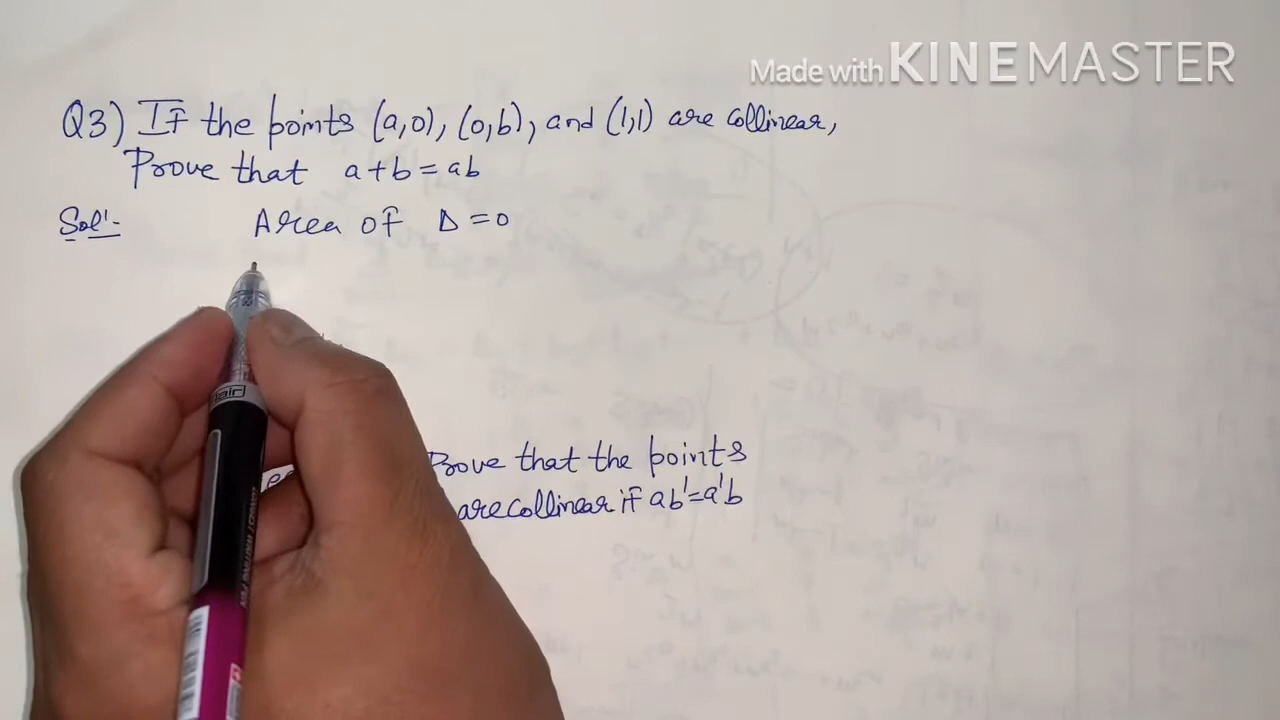 Made with KINEMASTER
Q3) If the points (a,0), (0,b), and (1,1) are collinear,
Prove that a+b=ab
Sol':-
Area of Δ=0
Prove that the points
are collinear if ab'=a'b